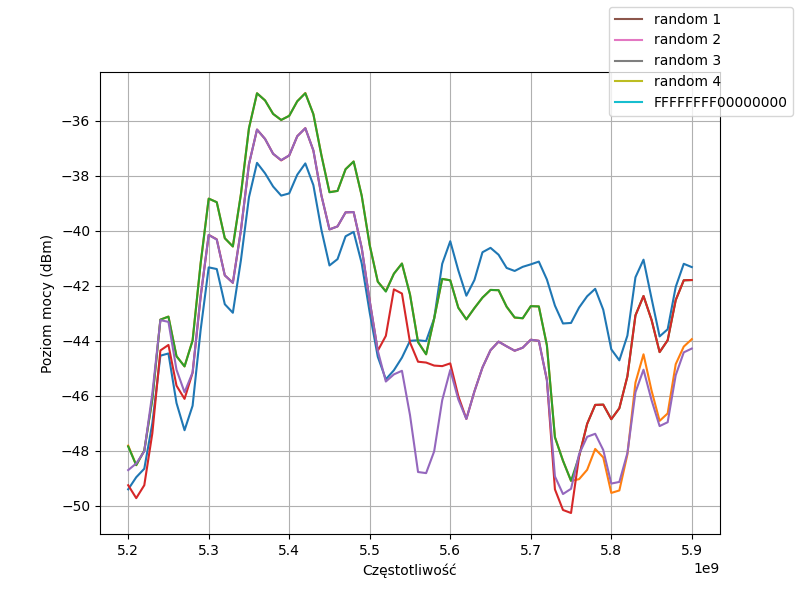 random 1
random 2
random 3
random 4
FFFFFFFF00000000
−36
−38
−40
−42
−44
−46
−48
−50
Poziom mocy (dBm)
5.2 5.3 5.4 5.5 5.6 5.7 5.8 5.9
1e9
Częstotliwość